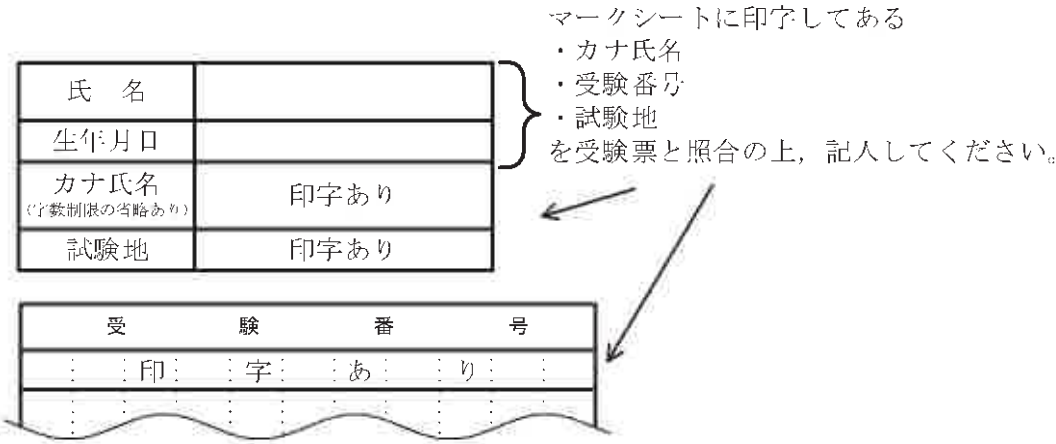 マークシートに印字してある
・カナ氏名
・受験番号
・試験地
を受験票と照合の上，記入してください。
氏 名
生年月日
カナ氏名
(字数制限の省略あり)
印字あり
試験地
印字あり
受 験 番 号
印 字 あ り